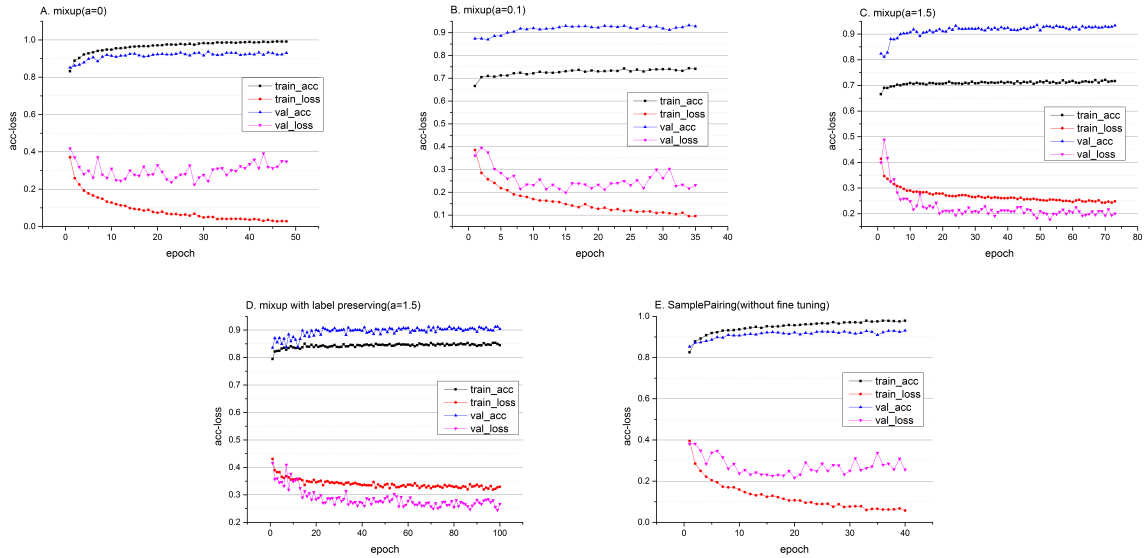 A. mixup(a=0)
1.0
0.8
0.6
0.4
0.2
0.0
acc-loss
train_acc
train_loss
val_acc
val_loss
0 10 20 30 40 50
epoch
B. mixup(a=0.1)
0.9
0.8
0.7
0.6
0.5
0.4
0.3
0.2
0.1
acc-loss
train_acc
train_loss
val_acc
val_loss
0 5 10 15 20 25 30 35 40
epoch
C. mixup(a=1.5)
0.9
0.8
0.7
0.6
0.5
0.4
0.3
0.2
acc-loss
train_acc
train_loss
val_acc
val_loss
0 10 20 30 40 50 60 70 80
epoch
D. mixup with label preserving(a=1.5)
0.9
0.8
0.7
0.6
0.5
0.4
0.3
0.2
acc-loss
train_acc
train_loss
val_acc
val_loss
0 20 40 60 80 100
epoch
E. SamplePairing(without fine tuning)
1.0
0.8
0.6
0.4
0.2
0.0
acc-loss
train_acc
train_loss
val_acc
val_loss
0 10 20 30 40
epoch